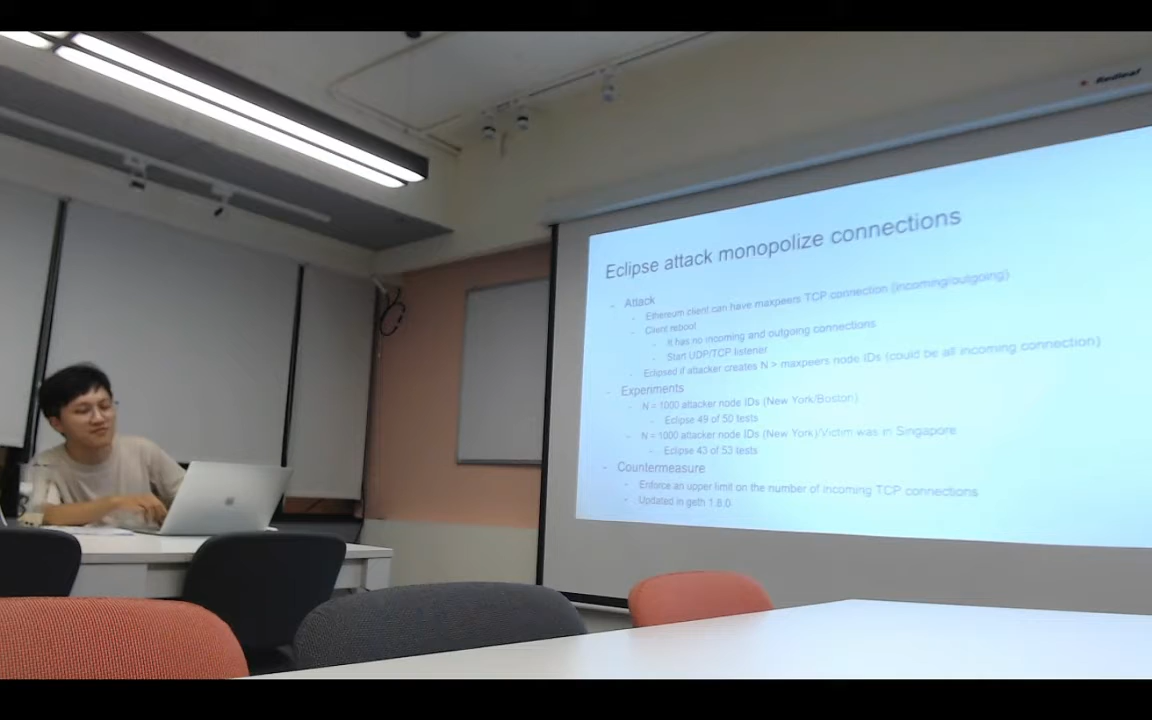 Redleaf
Eclipse attack monopolize connections
- Attack
- Ethereum client can have maxpeers TCP connection (incoming/outgoing)
- Client reboot
- It has no incoming and outgoing connections
- Start UDP/TCP listener
- Eclipsed if attacker creates N > maxpeers node IDs (could be all incoming connection)
- Experiments
- N = 1000 attacker node IDs (New York/Boston)
- Eclipse 49 of 50 tests
- N = 1000 attacker node IDs (New York)/Victim was in Singapore
- Eclipse 43 of 53 tests
- Countermeasure
- Enforce an upper limit on the number of incoming TCP connections
- Updated in geth 1.8.0